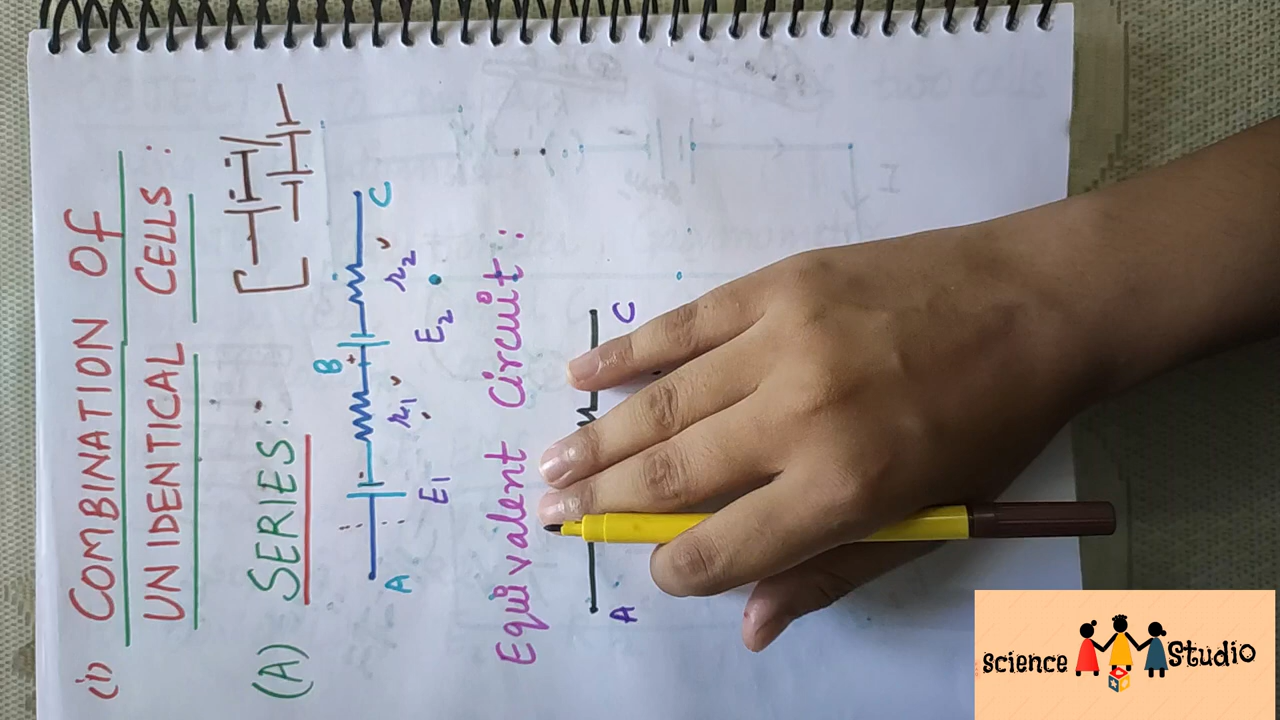 (i) COMBINATION Of
UNIDENTICAL CELLS:
(A) SERIES:
A B C
E1 r1 E2 r2
Equivalent Circuit:
A C
Science Studio